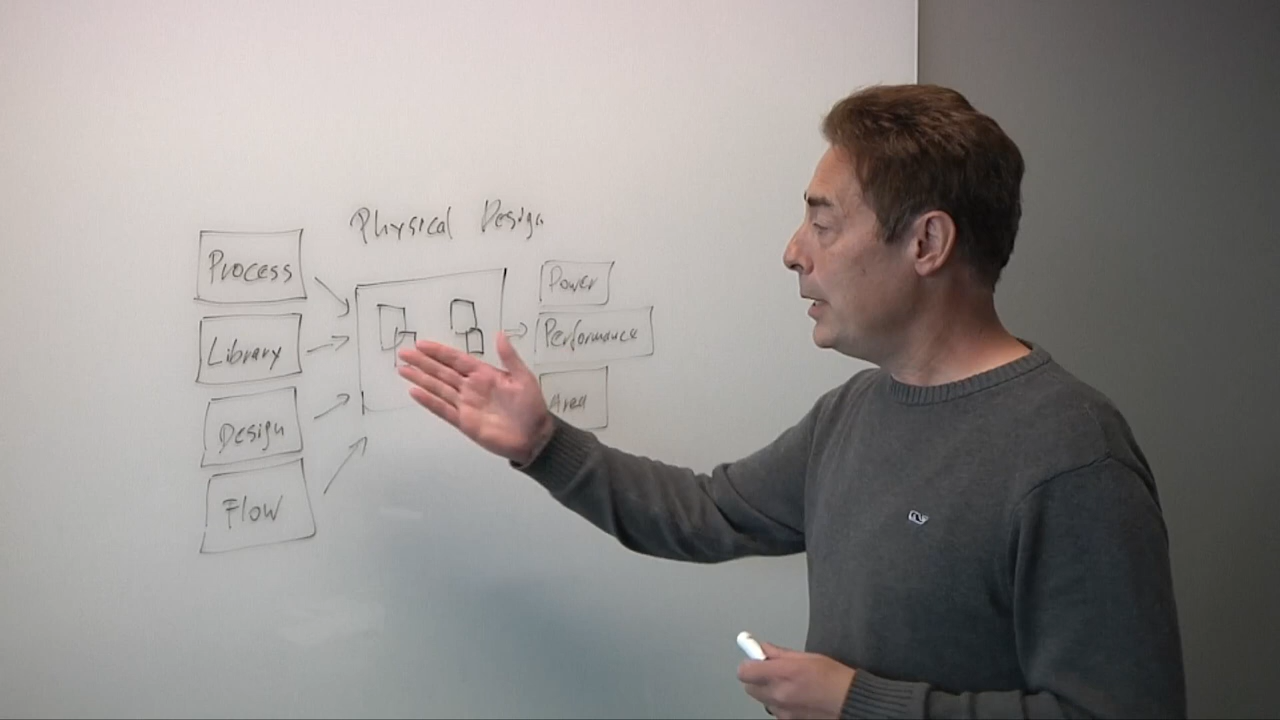 Physical Design
Process
Library
Design
Flow
Power
Performance
Area